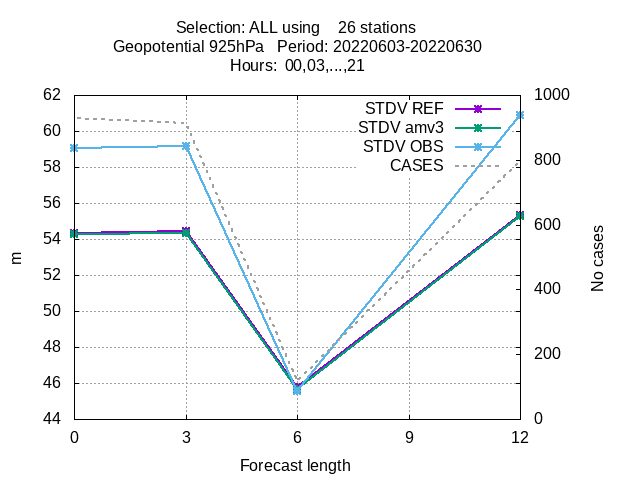 Selection: ALL using    26 stations
Geopotential 925hPa   Period: 20220603-20220630
Hours:  00,03,...,21
62 1000
STDV REF
60
STDV amv3
STDV OBS
58 800
CASES
56
54 600
m No cases
52
50 400
48
46 200
44 0
0 3 6 9 12
Forecast length